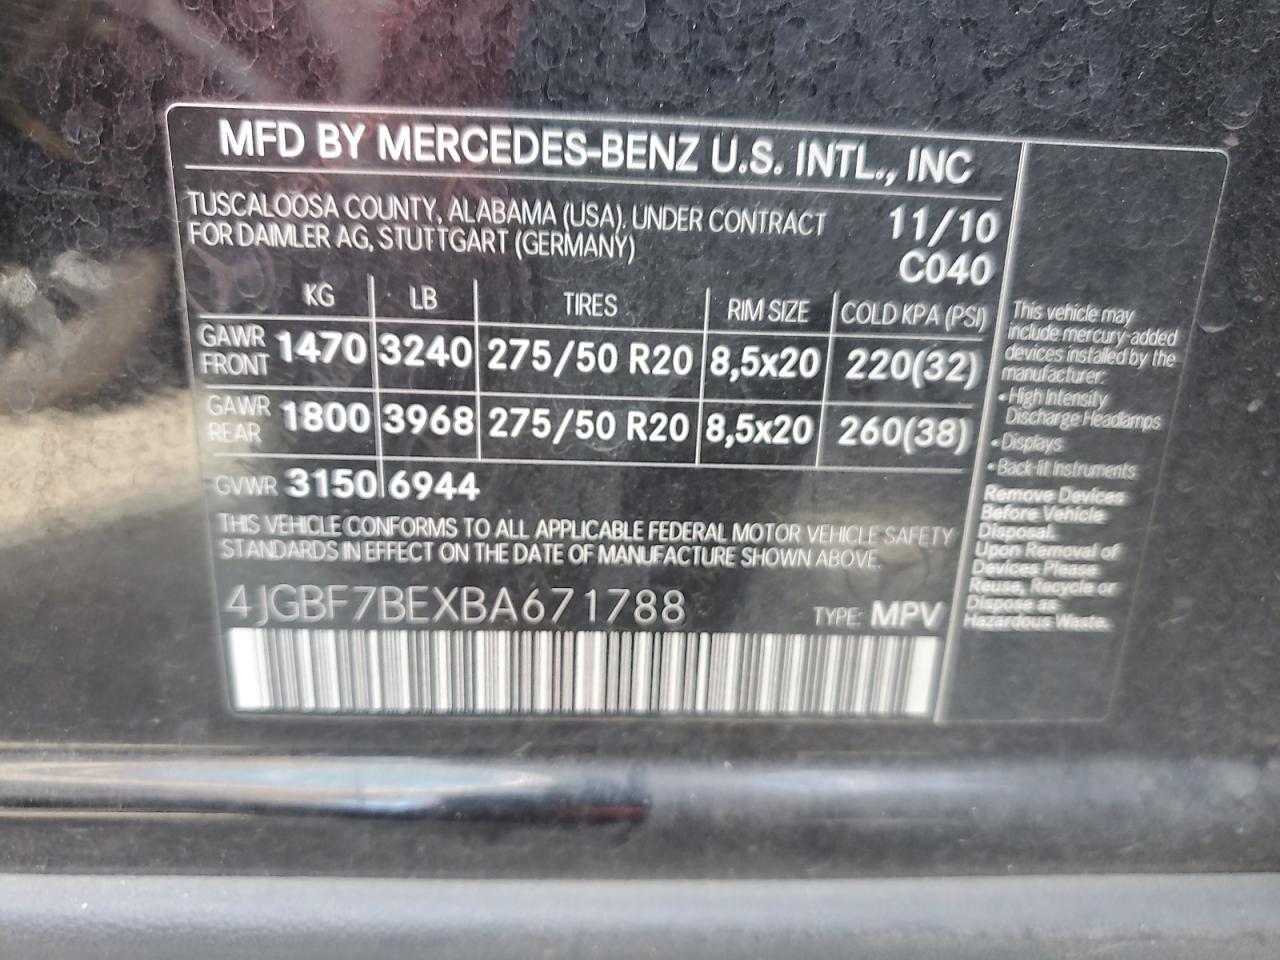 MFD BY MERCEDES-BENZ U.S. INTL., INC
TUSCALOOSA COUNTY, ALABAMA (USA), UNDER CONTRACT
FOR DAIMLER AG, STUTTGART (GERMANY)
11/10
C040
KG LB TIRES RIM SIZE COLD KPA (PSI)
GAWR FRONT 1470 3240 275/50 R20 8,5x20 220(32)
GAWR REAR 1800 3968 275/50 R20 8,5x20 260(38)
GVWR 3150 6944
THIS VEHICLE CONFORMS TO ALL APPLICABLE FEDERAL MOTOR VEHICLE SAFETY
STANDARDS IN EFFECT ON THE DATE OF MANUFACTURE SHOWN ABOVE.
4JGBF7BEXBA671788 TYPE: MPV
This vehicle may
include mercury-added
devices installed by the
manufacturer:
• High Intensity
Discharge Headlamps
• Displays
• Back-lit Instruments
Remove Devices
Before Vehicle
Disposal.
Upon Removal of
Devices Please
Reuse, Recycle or
Dispose as
Hazardous Waste.